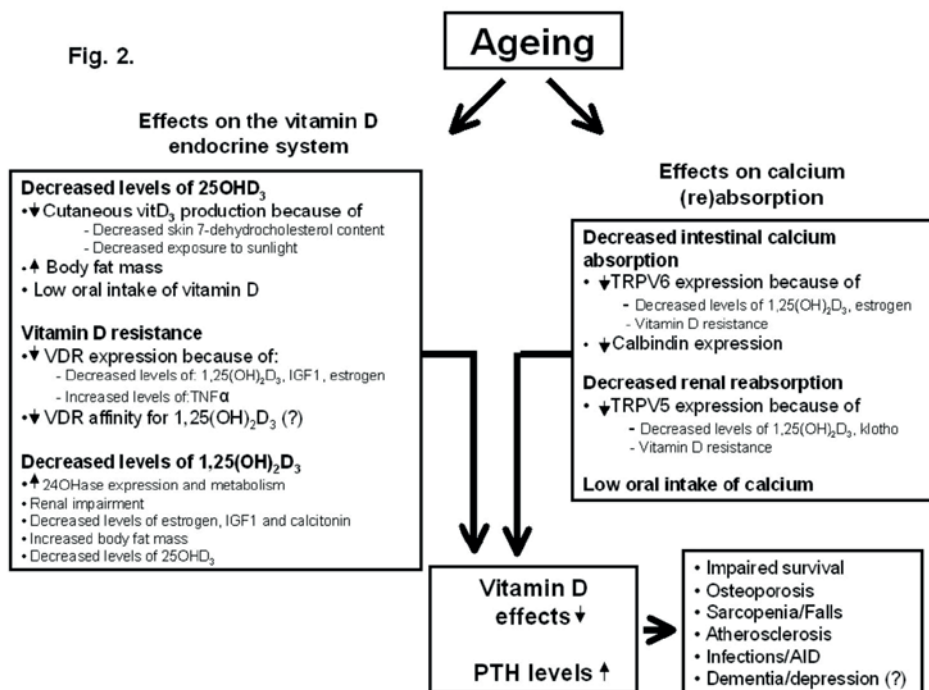 Fig. 2.
Ageing
Effects on the vitamin D
endocrine system
Decreased levels of 25OHD₃
•↓Cutaneous vitD₃ production because of
- Decreased skin 7-dehydrocholesterol content
- Decreased exposure to sunlight
•↑ Body fat mass
• Low oral intake of vitamin D
Vitamin D resistance
•↓ VDR expression because of:
- Decreased levels of: 1,25(OH)₂D₃, IGF1, estrogen
- Increased levels of:TNFα
•↓ VDR affinity for 1,25(OH)₂D₃ (?)
Decreased levels of 1,25(OH)₂D₃
•↑ 24OHase expression and metabolism
•Renal impairment
•Decreased levels of estrogen, IGF1 and calcitonin
•Increased body fat mass
•Decreased levels of 25OHD₃
Effects on calcium
(re)absorption
Decreased intestinal calcium
absorption
• ↓TRPV6 expression because of
- Decreased levels of 1,25(OH)₂D₃, estrogen
- Vitamin D resistance
• ↓Calbindin expression
Decreased renal reabsorption
• ↓TRPV5 expression because of
- Decreased levels of 1,25(OH)₂D₃, klotho
- Vitamin D resistance
Low oral intake of calcium
Vitamin D
effects ↓
PTH levels ↑
• Impaired survival
• Osteoporosis
• Sarcopenia/Falls
• Atherosclerosis
• Infections/AID
• Dementia/depression (?)